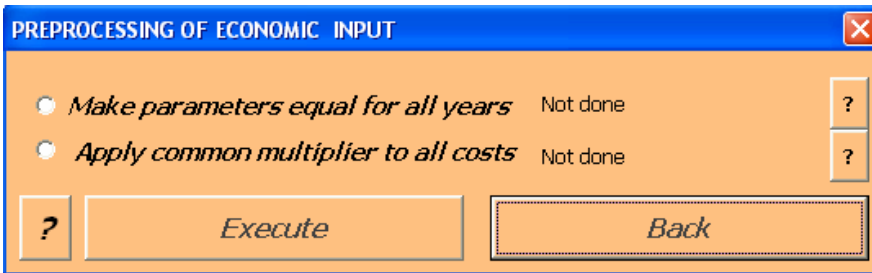 PREPROCESSING OF ECONOMIC INPUT
Make parameters equal for all years Not done ?
Apply common multiplier to all costs Not done ?
? Execute Back